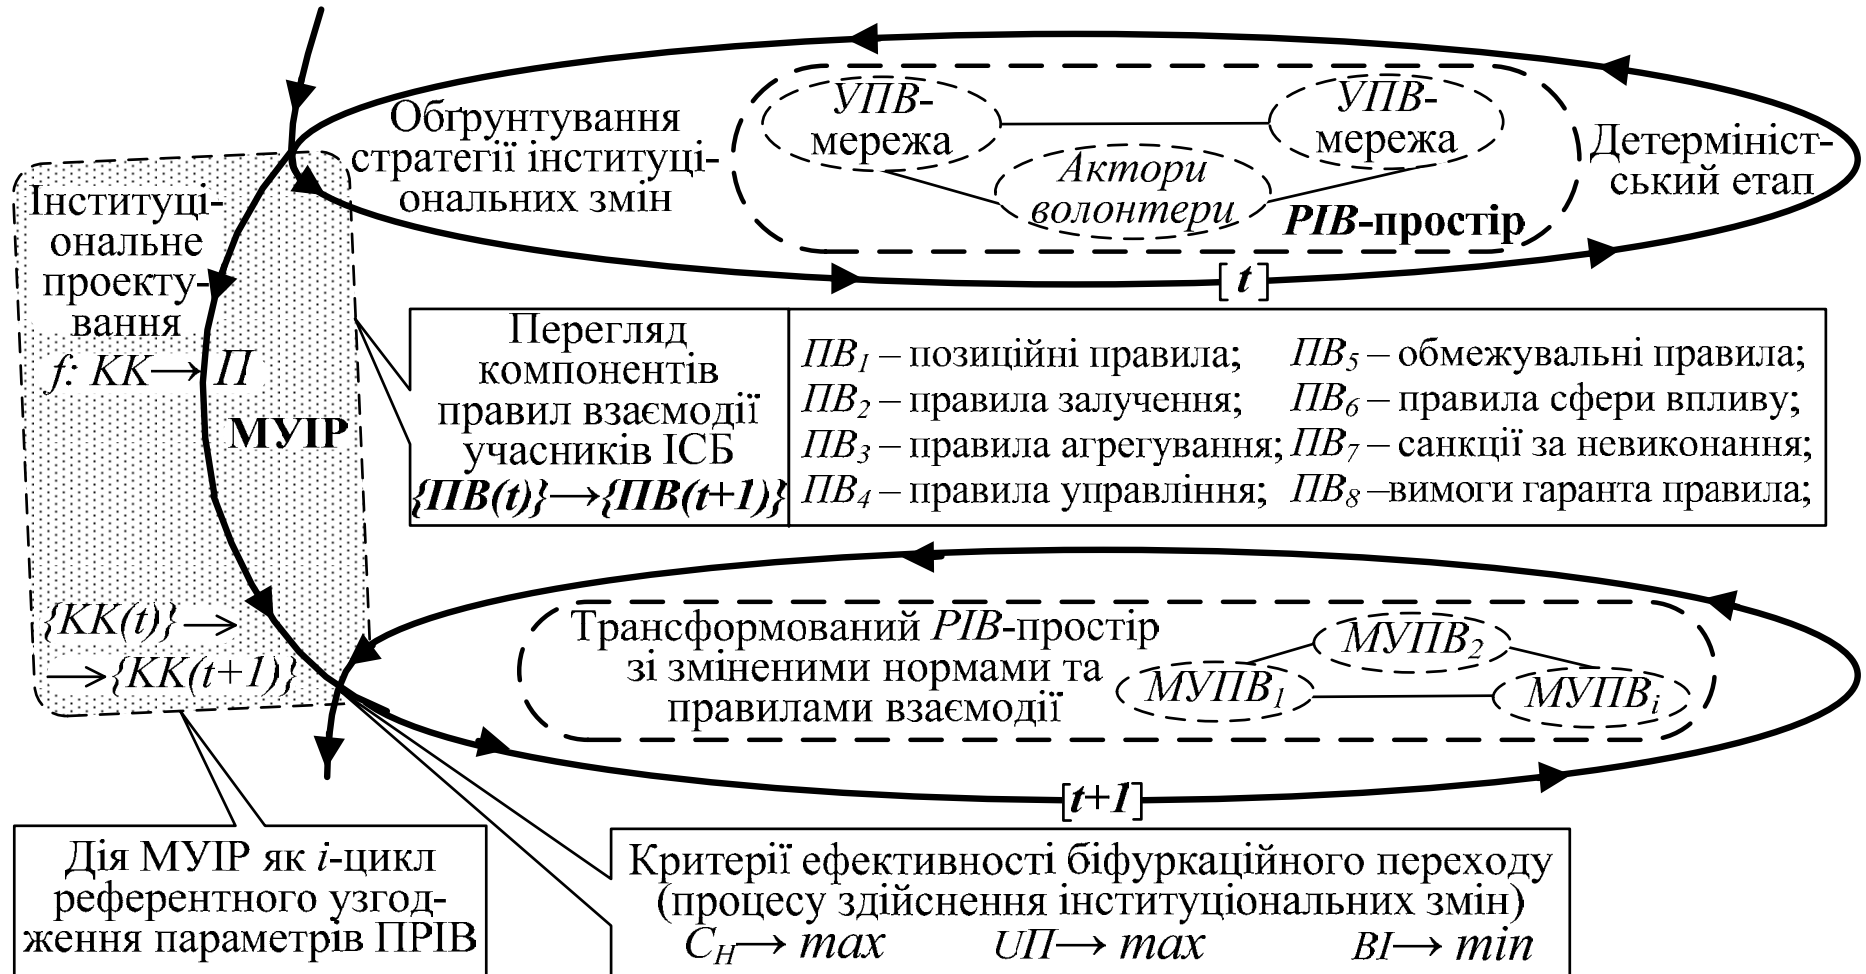 Обґрунтування
стратегії інституці-
ональних змін
УПВ-
мережа
УПВ-
мережа
Актори
волонтери
РІВ-простір
Детермініст-
ський етап
[ t ]
Інституці-
ональне
проекту-
вання
f: KK→П
МУІР
{KK(t)}→
→{KK(t+1)}
Перегляд
компонентів
правил взаємодії
учасників ІСБ
{ПВ(t)}→{ПВ(t+1)}
ПВ1 – позиційні правила;
ПВ2 – правила залучення;
ПВ3 – правила агрегування;
ПВ4 – правила управління;
ПВ5 – обмежувальні правила;
ПВ6 – правила сфери впливу;
ПВ7 – санкції за невиконання;
ПВ8 –вимоги гаранта правила;
Трансформований РІВ-простір
зі зміненими нормами та
правилами взаємодії
МУПВ1
МУПВ2
МУПВi
[t+1]
Дія МУІР як i-цикл
референтного узгод-
ження параметрів ПРІВ
Критерії ефективності біфуркаційного переходу
(процесу здійснення інституціональних змін)
CH→ max UП→ max ВІ→ min